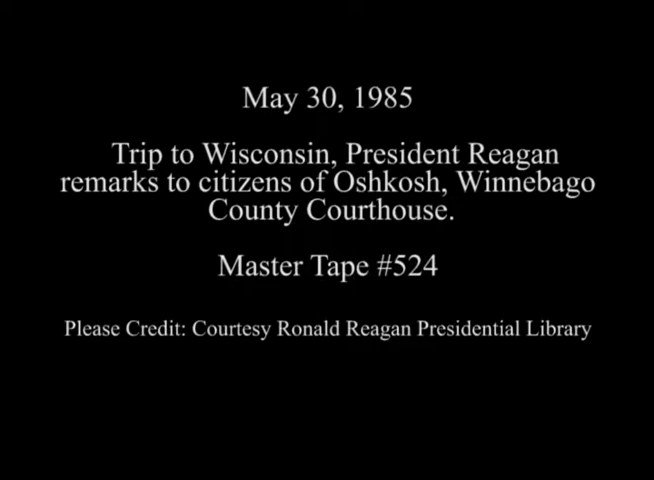 May 30, 1985
Trip to Wisconsin, President Reagan
remarks to citizens of Oshkosh, Winnebago
County Courthouse.
Master Tape #524
Please Credit: Courtesy Ronald Reagan Presidential Library